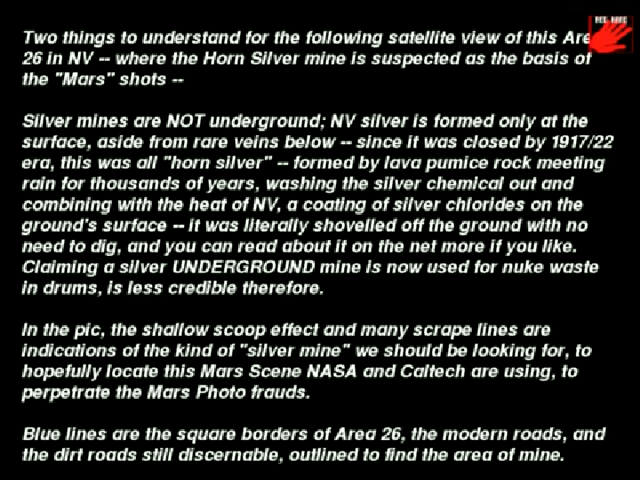 RED HAND
Two things to understand for the following satellite view of this Are
26 in NV -- where the Horn Silver mine is suspected as the basis of
the "Mars" shots --
Silver mines are NOT underground; NV silver is formed only at the
surface, aside from rare veins below -- since it was closed by 1917/22
era, this was all "horn silver" -- formed by lava pumice rock meeting
rain for thousands of years, washing the silver chemical out and
combining with the heat of NV, a coating of silver chlorides on the
ground's surface -- it was literally shovelled off the ground with no
need to dig, and you can read about it on the net more if you like.
Claiming a silver UNDERGROUND mine is now used for nuke waste
in drums, is less credible therefore.
In the pic, the shallow scoop effect and many scrape lines are
indications of the kind of "silver mine" we should be looking for, to
hopefully locate this Mars Scene NASA and Caltech are using, to
perpetrate the Mars Photo frauds.
Blue lines are the square borders of Area 26, the modern roads, and
the dirt roads still discernable, outlined to find the area of mine.